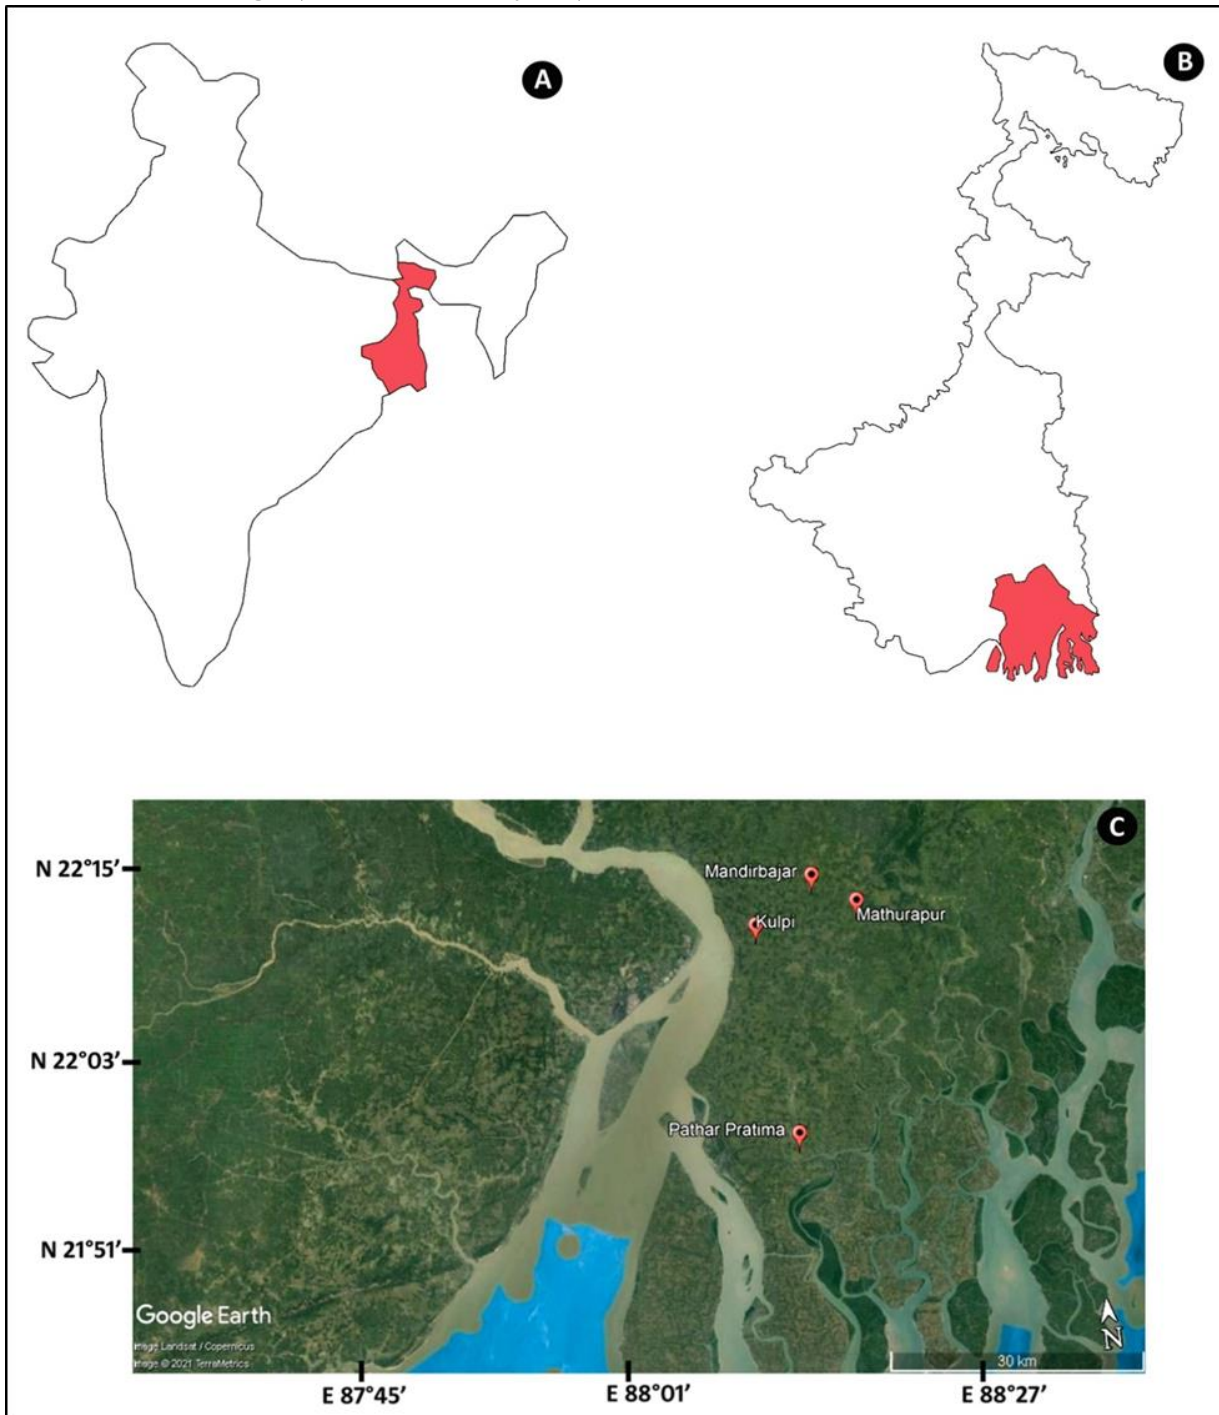 A
B
C
N 22°15’
Mandirbajar
Mathurapur
Kulpi
N 22°03’
Pathar Pratima
N 21°51’
Google Earth
Image Landsat / Copernicus
Image © 2021 TerraMetrics
N
30 km
E 87°45’
E 88°01’
E 88°27’